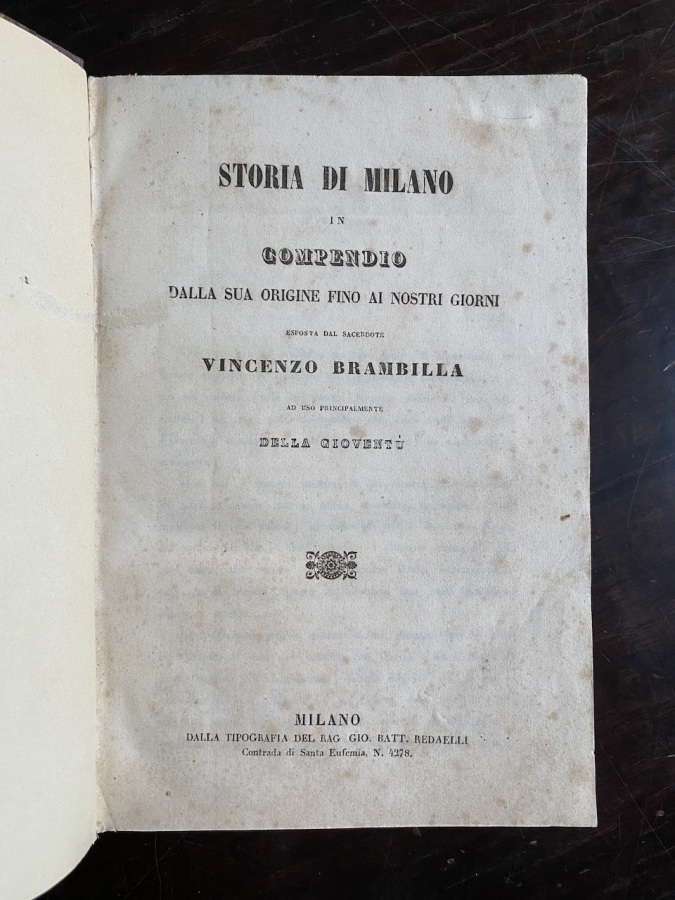 STORIA DI MILANO
IN
COMPENDIO
DALLA SUA ORIGINE FINO AI NOSTRI GIORNI
ESPOSTA DAL SACERDOTE
VINCENZO BRAMBILLA
AD USO PRINCIPALMENTE
DELLA GIOVENTÙ
MILANO
DALLA TIPOGRAFIA DEL RAG GIO. BATT. REDAELLI
Contrada di Santa Eufemia, N. 4278.